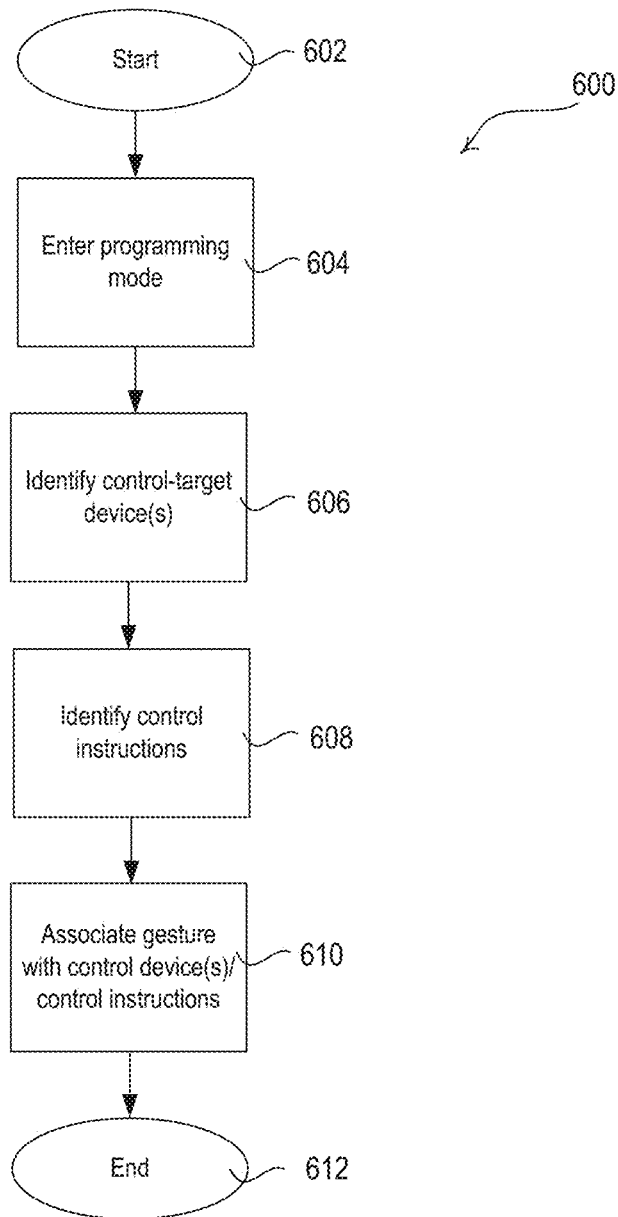 Start
602
600
Enter programming
mode
604
Identify control-target
device(s)
606
Identify control
instructions
608
Associate gesture
with control device(s)/
control instructions
610
End
612